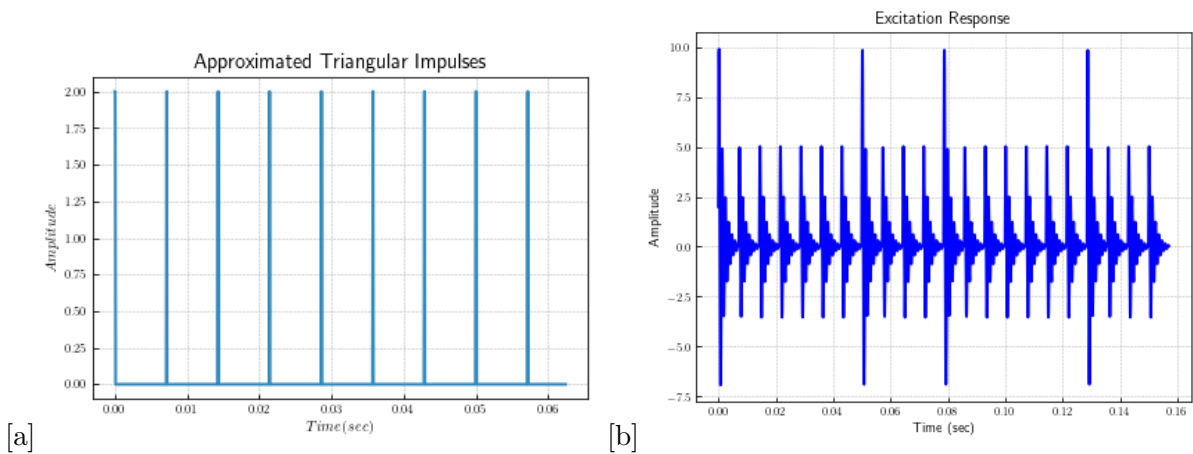 Approximated Triangular Impulses
2.00
1.75
1.50
1.25
1.00
0.75
0.50
0.25
0.00
Amplitude
0.00 0.01 0.02 0.03 0.04 0.05 0.06
Time(sec)
[a]
Excitation Response
10.0
7.5
5.0
2.5
0.0
−2.5
−5.0
−7.5
Amplitude
0.00 0.02 0.04 0.06 0.08 0.10 0.12 0.14 0.16
Time (sec)
[b]